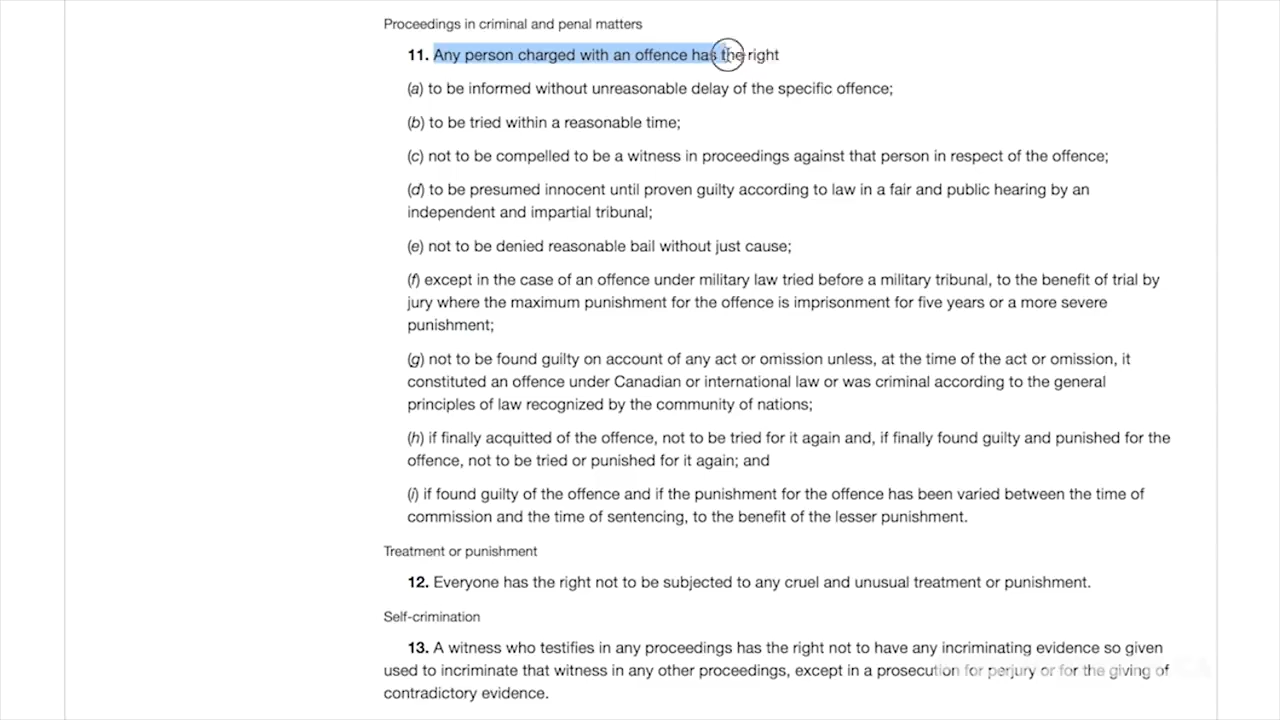 Proceedings in criminal and penal matters
11. Any person charged with an offence has the right
(a) to be informed without unreasonable delay of the specific offence;
(b) to be tried within a reasonable time;
(c) not to be compelled to be a witness in proceedings against that person in respect of the offence;
(d) to be presumed innocent until proven guilty according to law in a fair and public hearing by an
independent and impartial tribunal;
(e) not to be denied reasonable bail without just cause;
(f) except in the case of an offence under military law tried before a military tribunal, to the benefit of trial by
jury where the maximum punishment for the offence is imprisonment for five years or a more severe
punishment;
(g) not to be found guilty on account of any act or omission unless, at the time of the act or omission, it
constituted an offence under Canadian or international law or was criminal according to the general
principles of law recognized by the community of nations;
(h) if finally acquitted of the offence, not to be tried for it again and, if finally found guilty and punished for the
offence, not to be tried or punished for it again; and
(i) if found guilty of the offence and if the punishment for the offence has been varied between the time of
commission and the time of sentencing, to the benefit of the lesser punishment.
Treatment or punishment
12. Everyone has the right not to be subjected to any cruel and unusual treatment or punishment.
Self-crimination
13. A witness who testifies in any proceedings has the right not to have any incriminating evidence so given
used to incriminate that witness in any other proceedings, except in a prosecution for perjury or for the giving of
contradictory evidence.